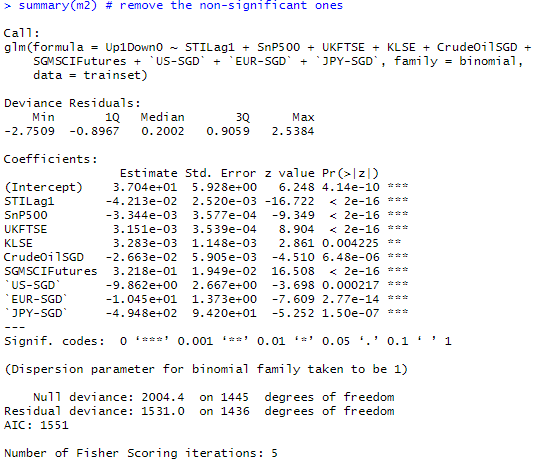 > summary(m2) # remove the non-significant ones
Call:
glm(formula = Up1Down0 ~ STILag1 + SnP500 + UKFTSE + KLSE + CrudeOilSGD +
    SGMSCIFutures + `US-SGD` + `EUR-SGD` + `JPY-SGD`, family = binomial,
    data = trainset)
Deviance Residuals:
    Min       1Q   Median       3Q      Max
-2.7509  -0.8967   0.2002   0.9059   2.5384
Coefficients:
                Estimate Std. Error z value Pr(>|z|)
(Intercept)    3.704e+01  5.928e+00   6.248 4.14e-10 ***
STILag1       -4.213e-02  2.520e-03 -16.722  < 2e-16 ***
SnP500        -3.344e-03  3.577e-04  -9.349  < 2e-16 ***
UKFTSE         3.151e-03  3.539e-04   8.904  < 2e-16 ***
KLSE           3.283e-03  1.148e-03   2.861 0.004225 **
CrudeOilSGD   -2.663e-02  5.905e-03  -4.510 6.48e-06 ***
SGMSCIFutures  3.218e-01  1.949e-02  16.508  < 2e-16 ***
`US-SGD`      -9.862e+00  2.667e+00  -3.698 0.000217 ***
`EUR-SGD`     -1.045e+01  1.373e+00  -7.609 2.77e-14 ***
`JPY-SGD`     -4.948e+02  9.420e+01  -5.252 1.50e-07 ***
---
Signif. codes:  0 ‘***’ 0.001 ‘**’ 0.01 ‘*’ 0.05 ‘.’ 0.1 ‘ ’ 1
(Dispersion parameter for binomial family taken to be 1)
    Null deviance: 2004.4  on 1445  degrees of freedom
Residual deviance: 1531.0  on 1436  degrees of freedom
AIC: 1551
Number of Fisher Scoring iterations: 5